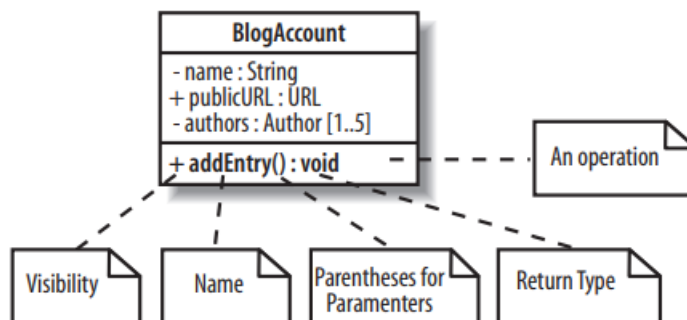 BlogAccount
- name : String
+ publicURL : URL
- authors : Author [1..5]
+ addEntry() : void
An operation
Visibility
Name
Parentheses for
Paramenters
Return Type